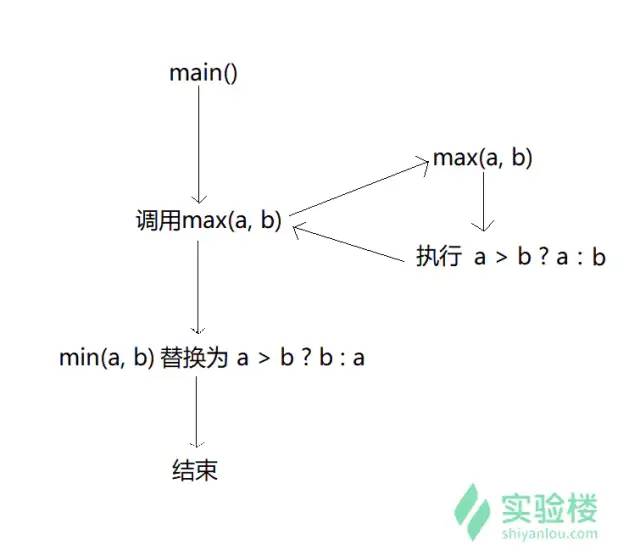 main()
max(a, b)
调用max(a, b)
执行 a > b ? a : b
min(a, b) 替换为 a > b ? b : a
结束
实验楼
shiyanlou.com